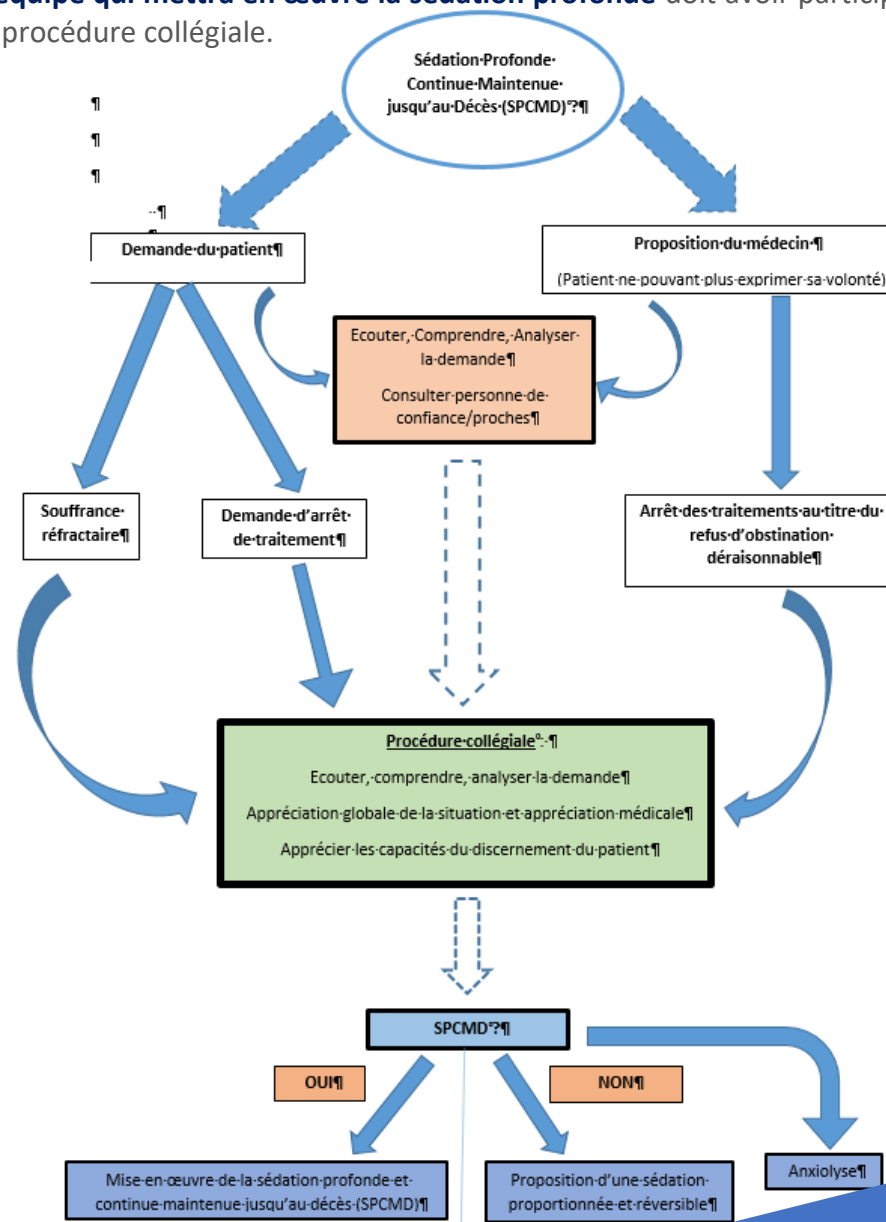 équipe qui mettra en œuvre la sédation profonde doit avoir particip
procédure collégiale.
Sédation·Profonde·
Continue·Maintenue·
jusqu'au·Décès·(SPCMD)°?¶
¶
¶
¶
··¶
Demande·du·patient¶
Proposition·du·médecin·¶
(Patient·ne·pouvant·plus·exprimer·sa·volonté)
Ecouter,·Comprendre,·Analyser·
la·demande¶
Consulter·personne·de·
confiance/proches¶
Souffrance·
réfractaire¶
Demande·d'arrêt·
de·traitement¶
Arrêt·des·traitements·au·titre·du·
refus·d'obstination·
déraisonnable¶
Procédure·collégiale°:·¶
Ecouter,·comprendre,·analyser·la·demande¶
Appréciation·globale·de·la·situation·et·appréciation·médicale¶
Apprécier·les·capacités·du·discernement·du·patient¶
SPCMD°?¶
OUI¶
NON¶
Mise·en·œuvre·de·la·sédation·profonde·et·
continue·maintenue·jusqu'au·décès·(SPCMD)¶
Proposition·d'une·sédation·
proportionnée·et·réversible¶
Anxiolyse¶